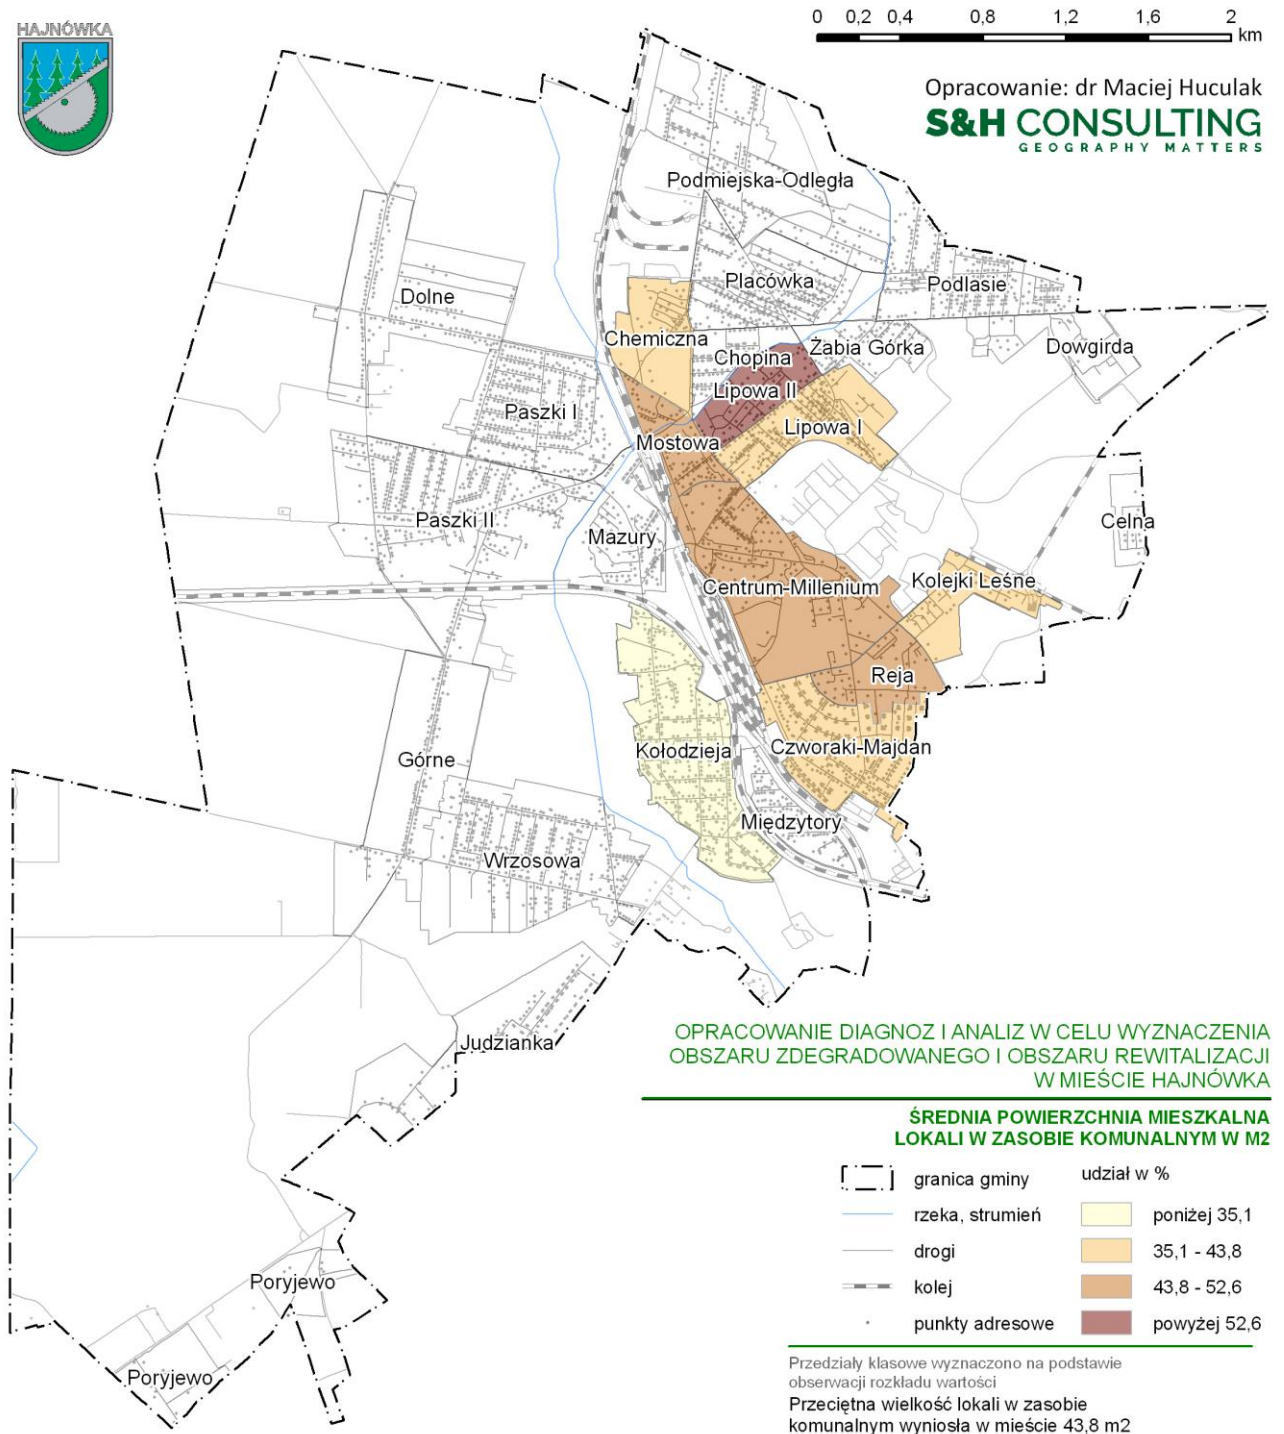 HAJNÓWKA
0 0,2 0,4 0,8 1,2 1,6 2
km
Opracowanie: dr Maciej Huculak
S&H CONSULTING
GEOGRAPHY MATTERS
Podmiejska-Odległa
Placówka
Podlasie
Dolne
Chemiczna
Chopina
Żabia Górka
Dowgirda
Lipowa II
Paszki I
Lipowa I
Mostowa
Paszki II
Celna
Mazury
Centrum-Millenium
Kolejki Leśne
Reja
Kołodzieja
Czworaki-Majdan
Górne
Międzytory
Wrzosowa
Judzianka
Poryjewo
Poryjewo
OPRACOWANIE DIAGNOZ I ANALIZ W CELU WYZNACZENIA
OBSZARU ZDEGRADOWANEGO I OBSZARU REWITALIZACJI
W MIEŚCIE HAJNÓWKA
ŚREDNIA POWIERZCHNIA MIESZKALNA
LOKALI W ZASOBIE KOMUNALNYM W M2
granica gminy
rzeka, strumień
drogi
kolej
punkty adresowe
udział w %
poniżej 35,1
35,1 - 43,8
43,8 - 52,6
powyżej 52,6
Przedziały klasowe wyznaczono na podstawie
obserwacji rozkładu wartości
Przeciętna wielkość lokali w zasobie
komunalnym wyniosła w mieście 43,8 m2